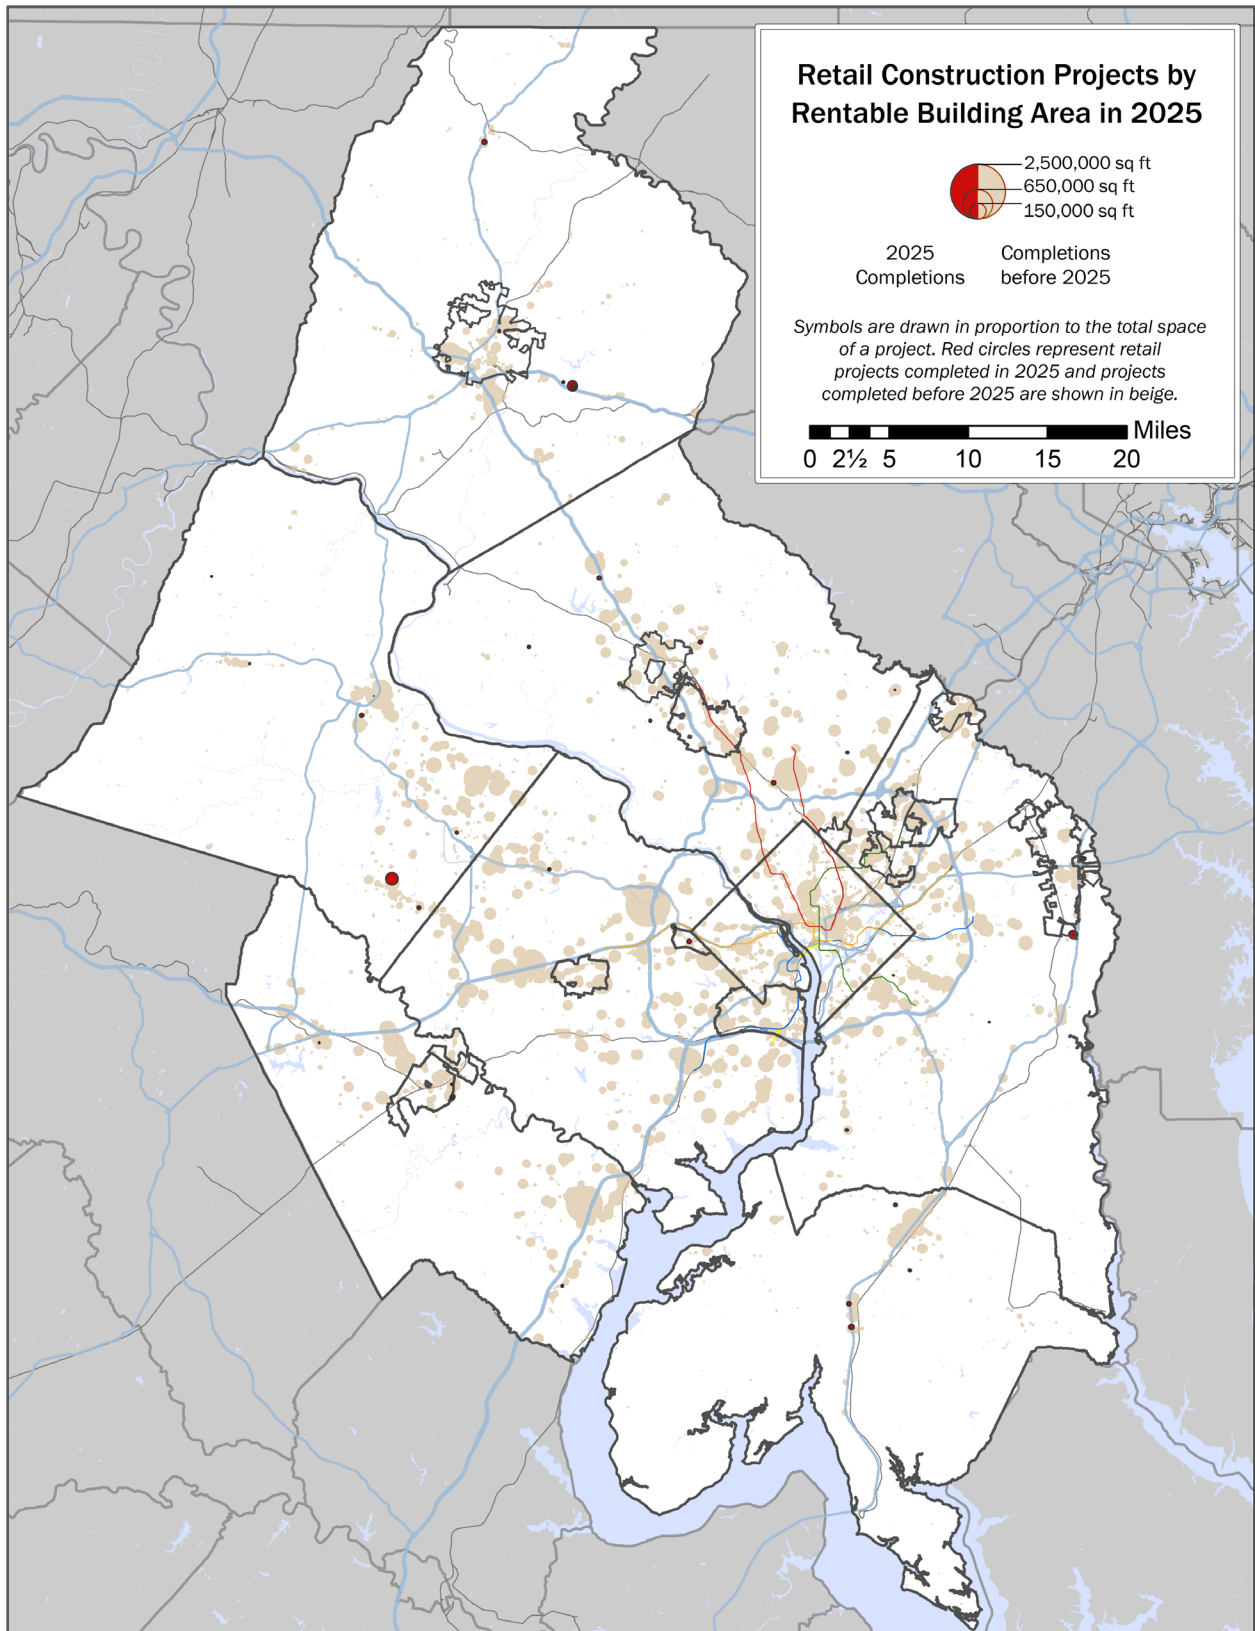 Retail Construction Projects by
Rentable Building Area in 2025
2,500,000 sq ft
650,000 sq ft
150,000 sq ft
2025
Completions
Completions
before 2025
Symbols are drawn in proportion to the total space
of a project. Red circles represent retail
projects completed in 2025 and projects
completed before 2025 are shown in beige.
Miles
0 2½ 5 10 15 20